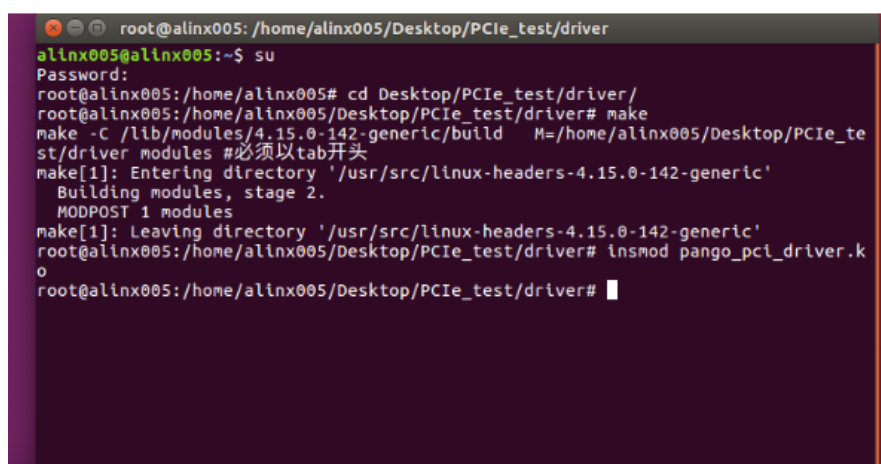 root@alinx005: /home/alinx005/Desktop/PCIe_test/driver
alinx005@alinx005:~$ su
Password:
root@alinx005:/home/alinx005# cd Desktop/PCIe_test/driver/
root@alinx005:/home/alinx005/Desktop/PCIe_test/driver# make
make -C /lib/modules/4.15.0-142-generic/build   M=/home/alinx005/Desktop/PCIe_te
st/driver modules #必须以tab开头
make[1]: Entering directory '/usr/src/linux-headers-4.15.0-142-generic'
  Building modules, stage 2.
  MODPOST 1 modules
make[1]: Leaving directory '/usr/src/linux-headers-4.15.0-142-generic'
root@alinx005:/home/alinx005/Desktop/PCIe_test/driver# insmod pango_pci_driver.k
o
root@alinx005:/home/alinx005/Desktop/PCIe_test/driver#